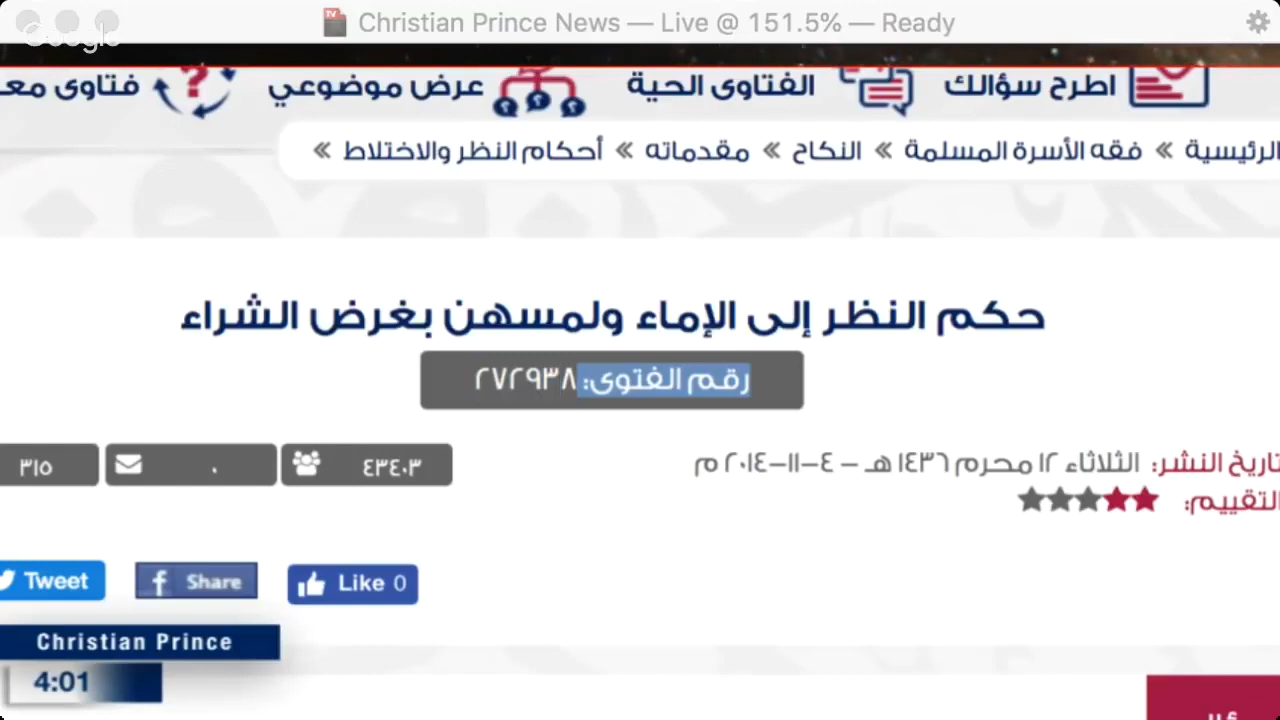 Christian Prince News — Live @ 151.5% — Ready
Google
اطرح سؤالك الفتاوى الحية عرض موضوعي فتاوى
الرئيسية » فقه الأسرة المسلمة » النكاح » مقدماته » أحكام النظر والاختلاط »
حكم النظر إلى الإماء ولمسهن بغرض الشراء
رقم الفتوى: ٢٧٢٩٣٨
تاريخ النشر: الثلاثاء ١٢ محرم ١٤٣٦ هـ – ٤-١١-٢٠١٤ م
٤٣٤٠٣ ٠ ٣١٥
التقييم:
Tweet Share Like 0
Christian Prince
4:01